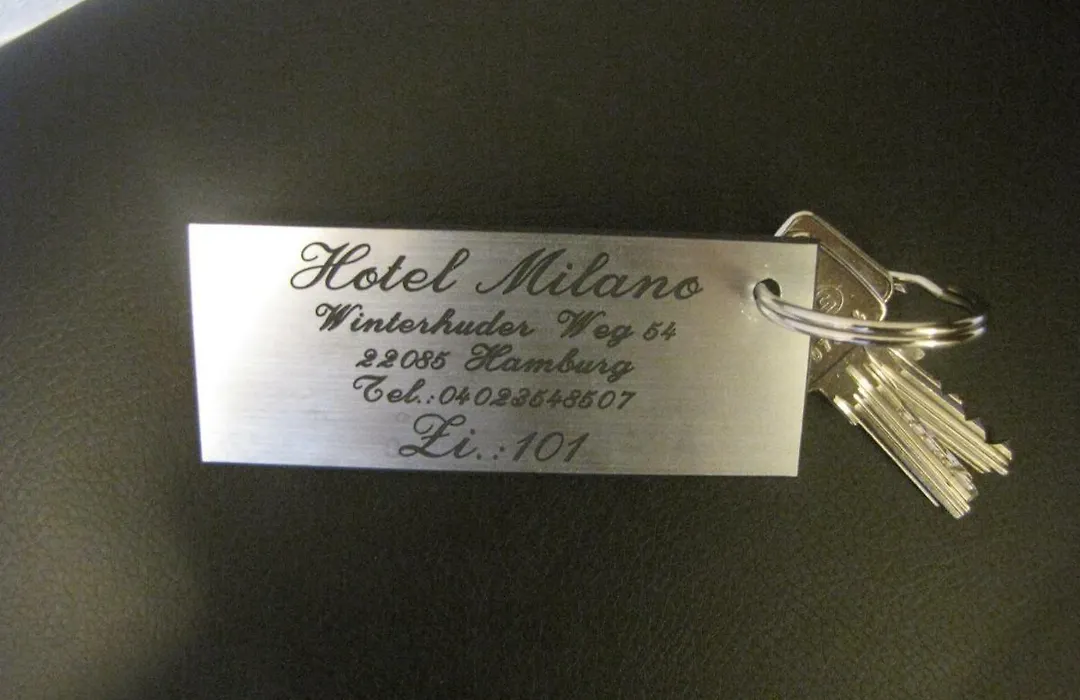 Hotel Milano
Winterhuder Weg 54
22085 Hamburg
Tel.:04023548507
Zi.:101